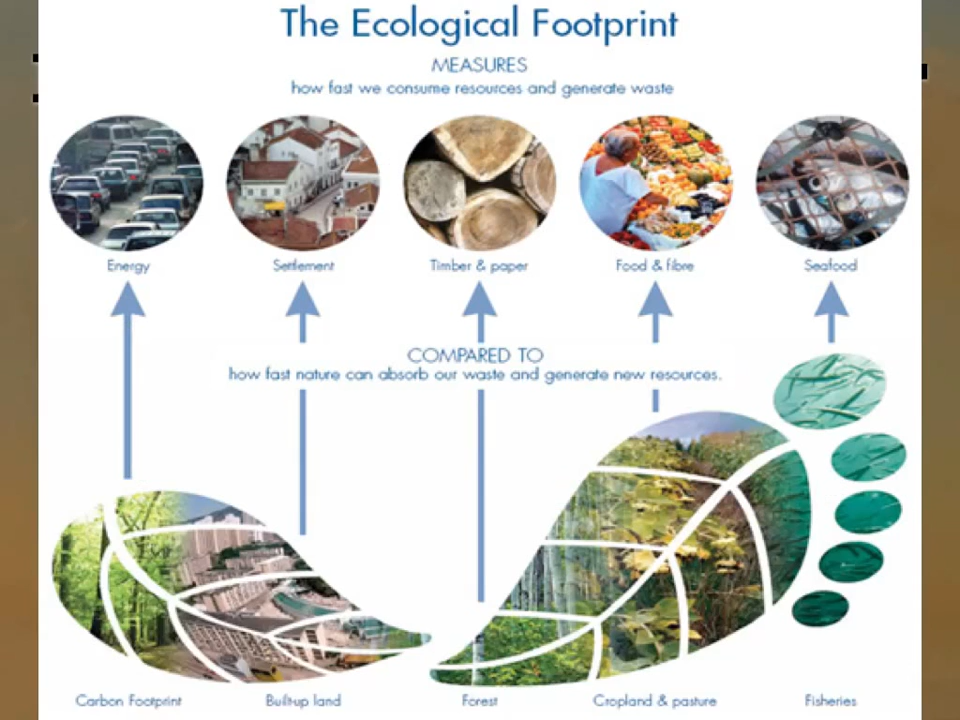 The Ecological Footprint
MEASURES
how fast we consume resources and generate waste
Energy
Settlement
Timber & paper
Food & fibre
Seafood
COMPARED TO
how fast nature can absorb our waste and generate new resources.
Carbon Footprint
Built-up land
Forest
Cropland & pasture
Fisheries